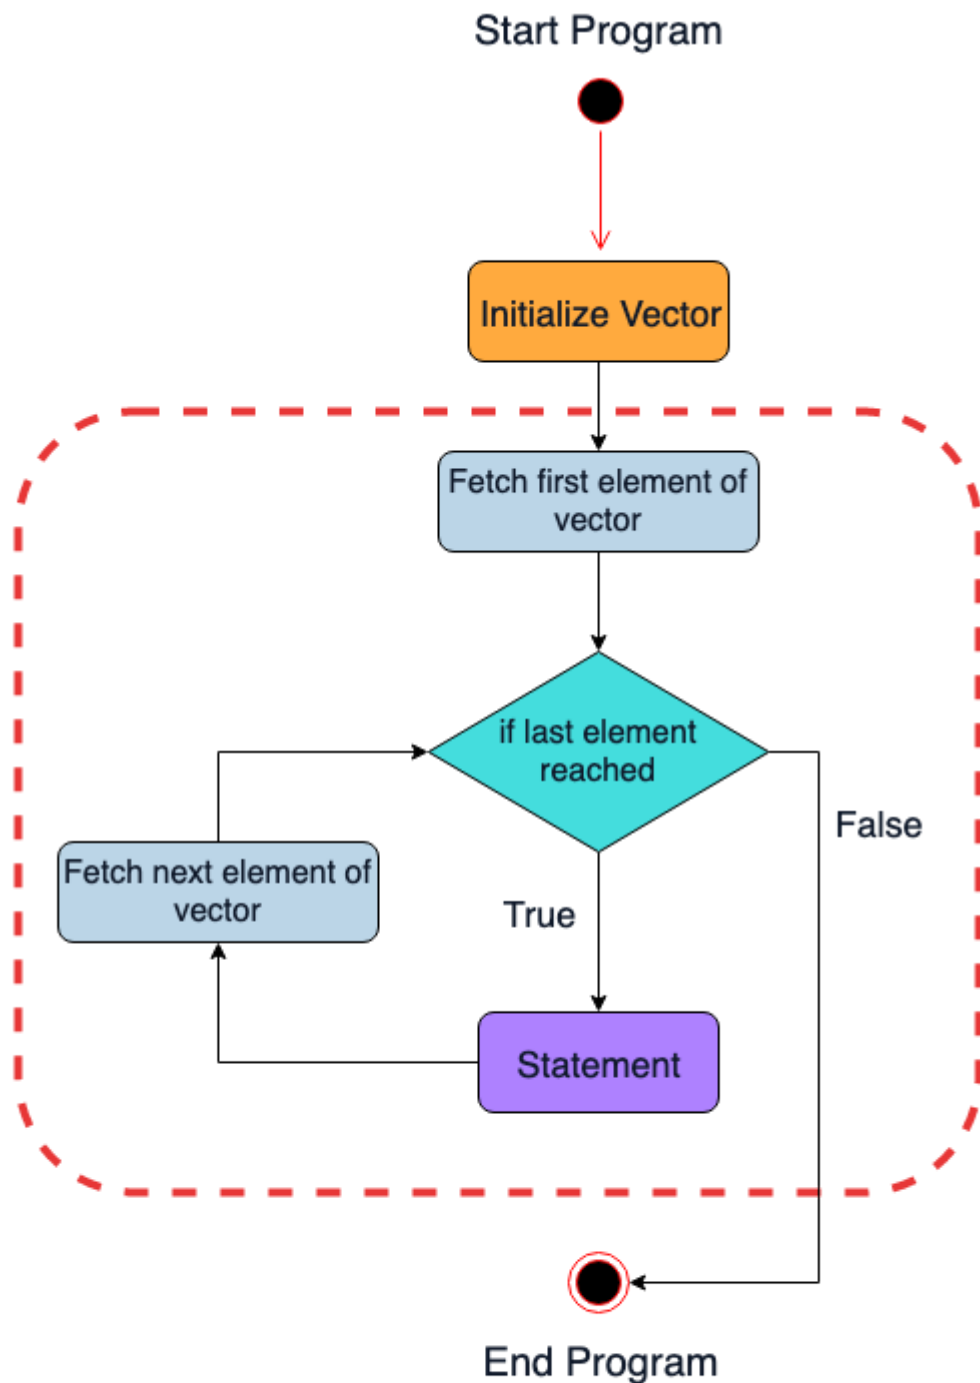 Start Program
Initialize Vector
Fetch first element of
vector
if last element
reached
False
Fetch next element of
vector
True
Statement
End Program